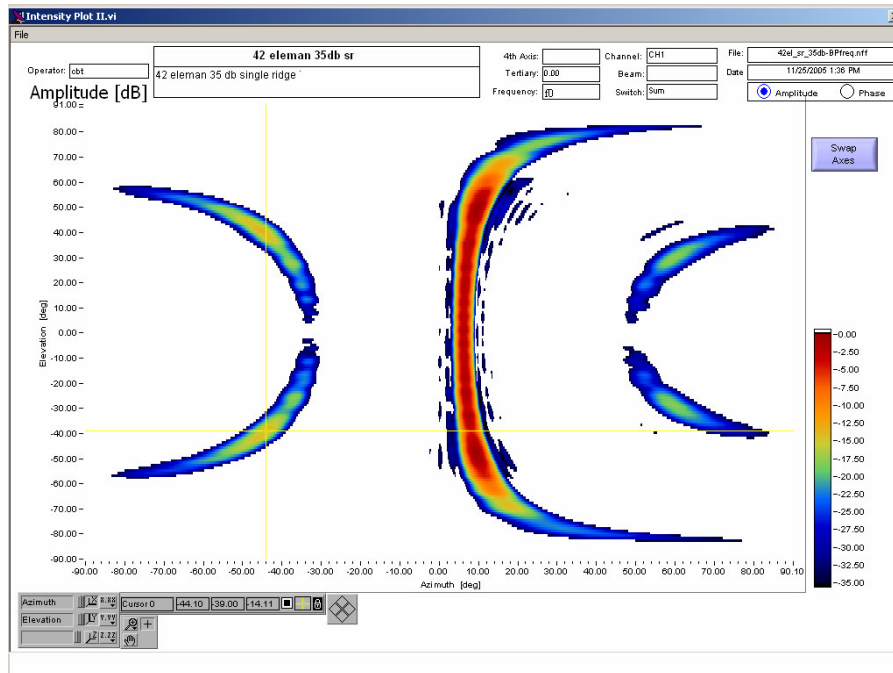 Intensity Plot II.vi
File
Operator: cbt
42 eleman 35db sr
42 eleman 35 db single ridge
4th Axis:
Tertiary: 0.00
Frequency: f0
Channel: CH1
Beam:
Switch: Sum
File: 42el_sr_35db-BPfreq.nff
Date 11/25/2005 1:36 PM
Amplitude Phase
Amplitude [dB]
Swap
Axes
91.00
80.00
70.00
60.00
50.00
40.00
30.00
20.00
10.00
0.00
-10.00
-20.00
-30.00
-40.00
-50.00
-60.00
-70.00
-80.00
-90.00
Elevation [deg]
-90.00 -80.00 -70.00 -60.00 -50.00 -40.00 -30.00 -20.00 -10.00 0.00 10.00 20.00 30.00 40.00 50.00 60.00 70.00 80.00 90.10
Azimuth [deg]
-0.00
-2.50
-5.00
-7.50
-10.00
-12.50
-15.00
-17.50
-20.00
-22.50
-25.00
-27.50
-30.00
-32.50
-35.00
Azimuth X X.XX Cursor 0 -44.10 -39.00 -14.11
Elevation Y Y.YY
Z Z.ZZ